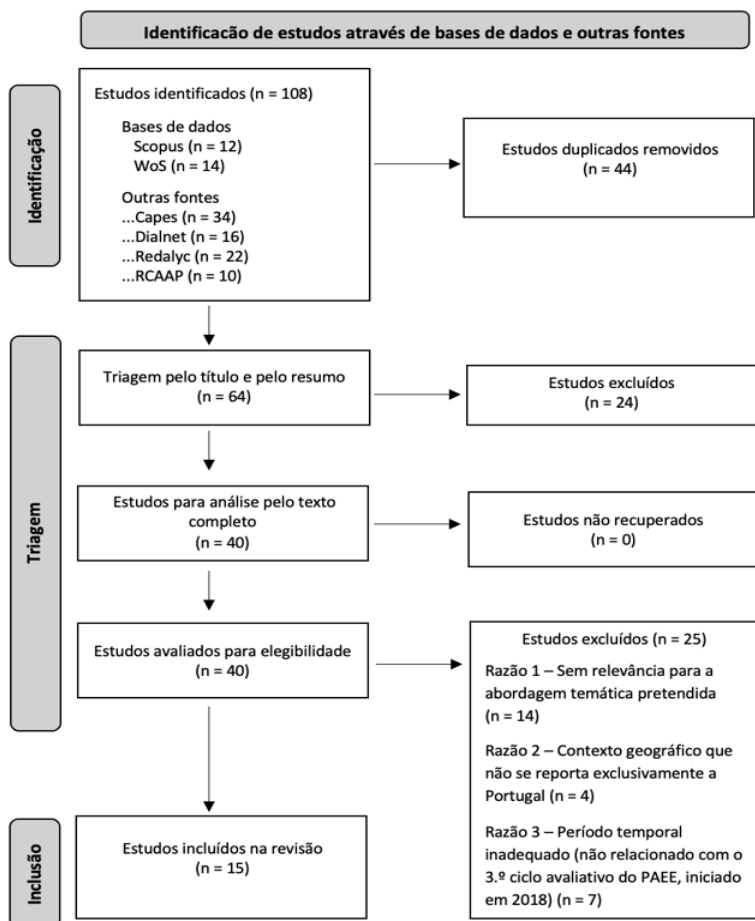 Identificacão de estudos através de bases de dados e outras fontes
Identificação
Estudos identificados (n = 108)
Bases de dados
Scopus (n = 12)
WoS (n = 14)
Outras fontes
...Capes (n = 34)
...Dialnet (n = 16)
...Redalyc (n = 22)
...RCAAP (n = 10)
Estudos duplicados removidos
(n = 44)
Triagem
Triagem pelo título e pelo resumo
(n = 64)
Estudos excluídos
(n = 24)
Estudos para análise pelo texto
completo
(n = 40)
Estudos não recuperados
(n = 0)
Estudos avaliados para elegibilidade
(n = 40)
Estudos excluídos (n = 25)
Razão 1 – Sem relevância para a
abordagem temática pretendida
(n = 14)
Razão 2 – Contexto geográfico que
não se reporta exclusivamente a
Portugal (n = 4)
Razão 3 – Período temporal
inadequado (não relacionado com o
3.º ciclo avaliativo do PAEE, iniciado
em 2018) (n = 7)
Inclusão
Estudos incluídos na revisão
(n = 15)